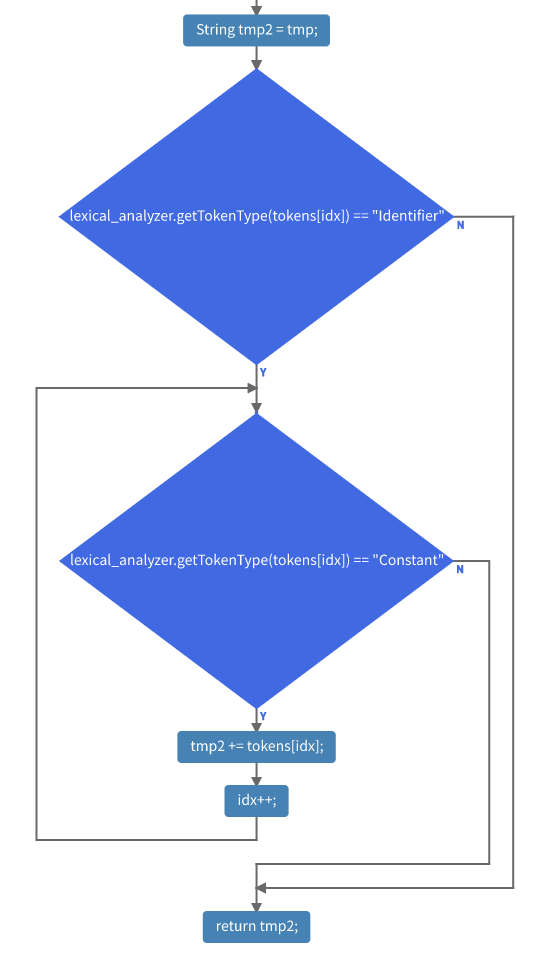 String tmp2 = tmp;
lexical_analyzer.getTokenType(tokens[idx]) == "Identifier"
N
Y
lexical_analyzer.getTokenType(tokens[idx]) == "Constant"
N
Y
tmp2 += tokens[idx];
idx++;
return tmp2;